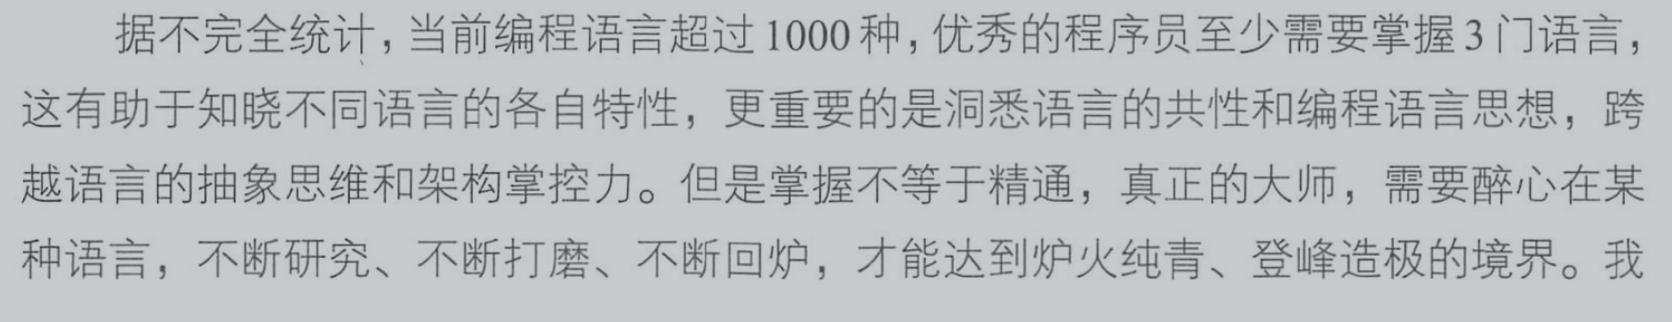 据不完全统计，当前编程语言超过1000种，优秀的程序员至少需要掌握3门语言，
这有助于知晓不同语言的各自特性，更重要的是洞悉语言的共性和编程语言思想，跨
越语言的抽象思维和架构掌控力。但是掌握不等于精通，真正的大师，需要醉心在某
种语言，不断研究、不断打磨、不断回炉，才能达到炉火纯青、登峰造极的境界。我